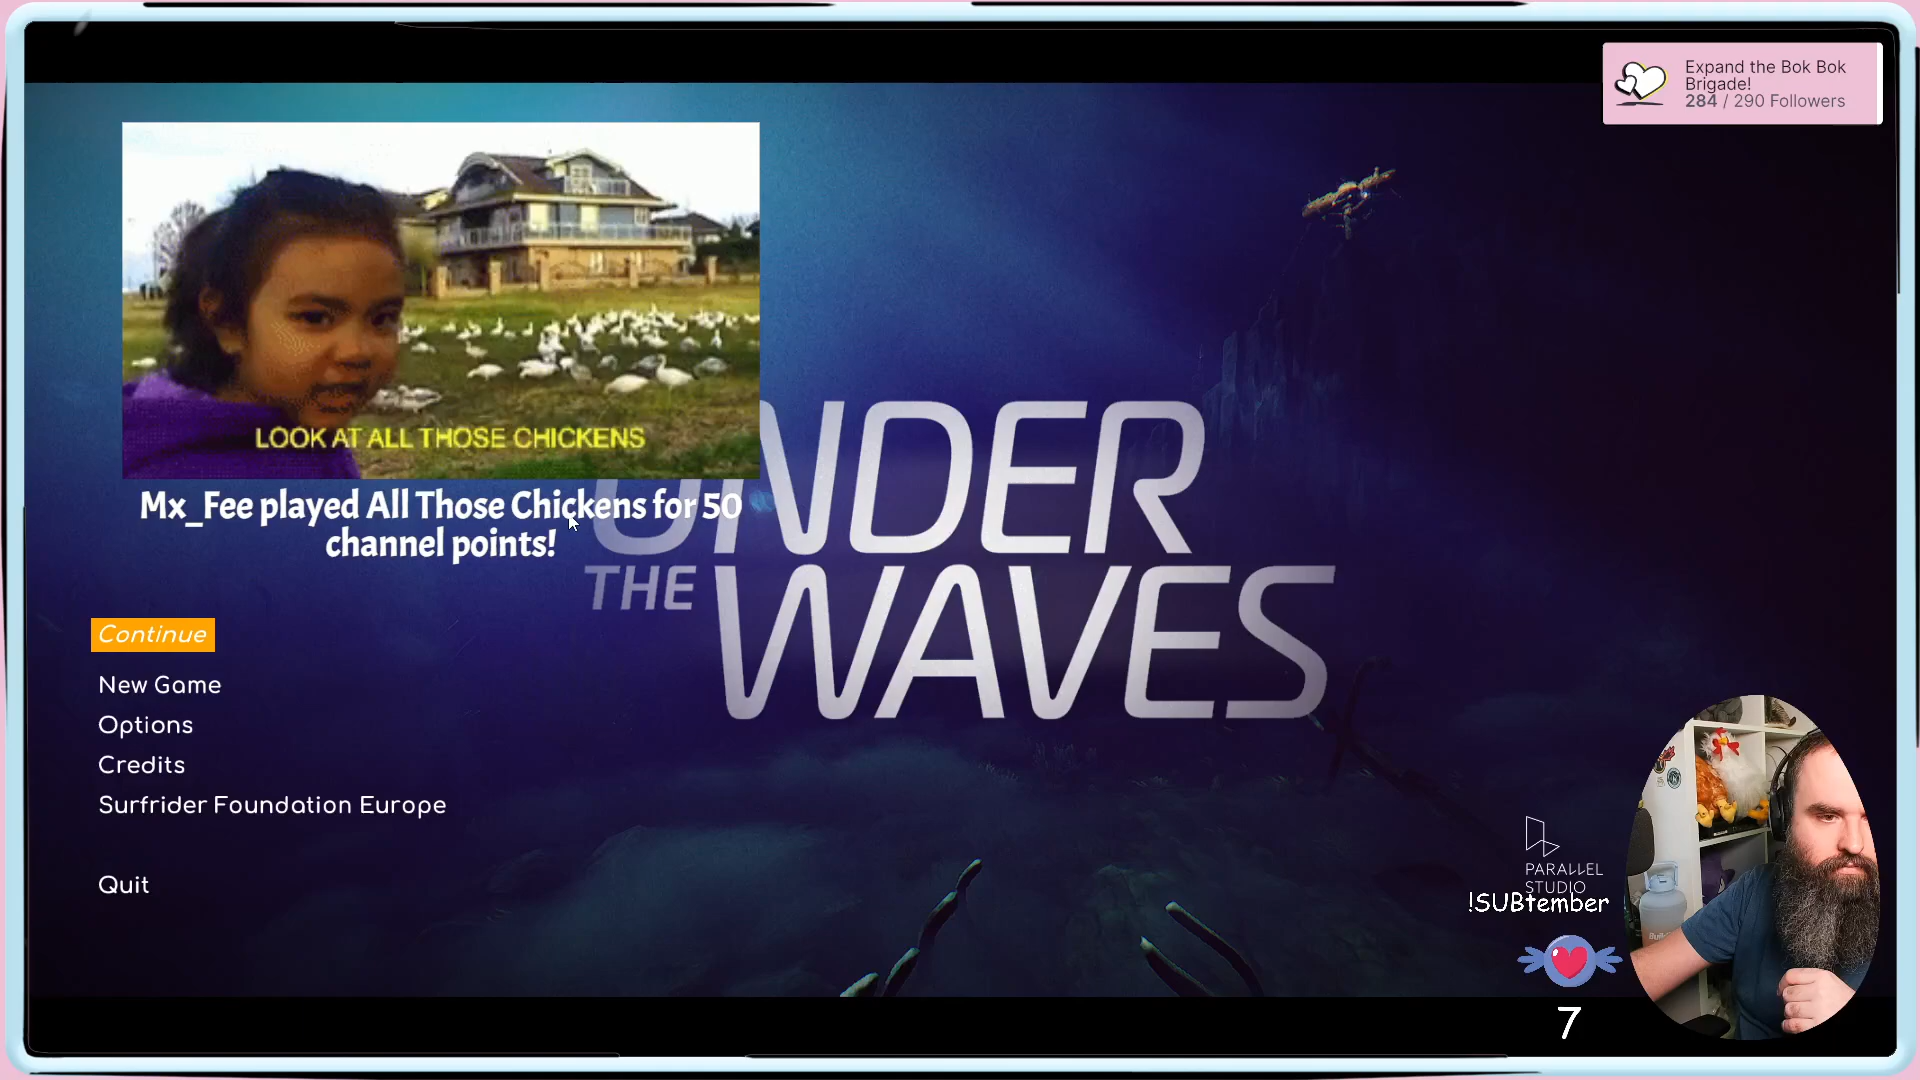 Expand the Bok Bok
Brigade!
284 / 290 Followers
LOOK AT ALL THOSE CHICKENS
Mx_Fee played All Those Chickens for 50
channel points!
UNDER
THE WAVES
Continue
New Game
Options
Credits
Surfrider Foundation Europe
Quit
PARALLEL
STUDIO
!SUBtember
7